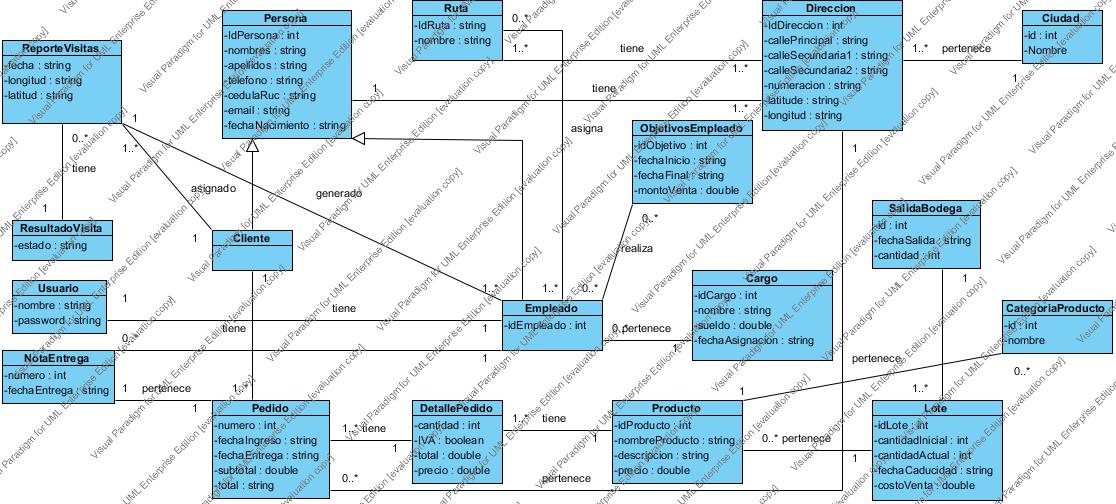 Persona
-IdPersona : int
-nombres : string
-apellidos : string
-telefono : string
-cedulaRuc : string
-email : string
-fechaNacimiento : string
Ruta
-IdRuta : string
-nombre : string
Direccion
-IdDireccion : int
-callePrincipal : string
-calleSecundaria1 : string
-calleSecundaria2 : string
-numeracion : string
-latitude : string
-longitud : string
Ciudad
-id : int
-Nombre
ReporteVisitas
-fecha : string
-longitud : string
-latitud : string
0..*
1..*
tiene
1..*
1..*
pertenece
1
1
tiene
1..*
asigna
ObjetivosEmpleado
-idObjetivo : int
-fechaInicio : string
-fechaFinal : string
-montoVenta : double
0..*
tiene
1
1
1..*
asignado
1
generado
1
0..*
realiza
ResultadoVisita
-estado : string
Cliente
1
SalidaBodega
-id : int
-fechaSalida : string
-cantidad : int
1
Usuario
-nombre : string
-password : string
1
tiene
1..*
1..*
0..*
Empleado
-idEmpleado : int
1
Cargo
-idCargo : int
-nombre : string
-sueldo : double
-fechaAsignacion : string
0..*
pertenece
1
CategoriaProducto
-id : int
-nombre
0..*
tiene
0..*
1
NotaEntrega
-numero : int
-fechaEntrega : string
1
pertenece
1
1..*
pertenece
1
1..*
Pedido
-numero : int
-fechaIngreso : string
-fechaEntrega : string
-subtotal : double
-total : string
1..*
tiene
1
DetallePedido
-cantidad : int
-IVA : boolean
-total : double
-precio : double
1..*
tiene
1
Producto
-idProducto : int
-nombreProducto : string
-descripcion : string
-precio : double
0..*
pertenece
1
Lote
-idLote : int
-cantidadInicial : int
-cantidadActual : int
-fechaCaducidad : string
-costoVenta : double
0..*
pertenece
Visual Paradigm for UML Enterprise Edition [evaluation copy]